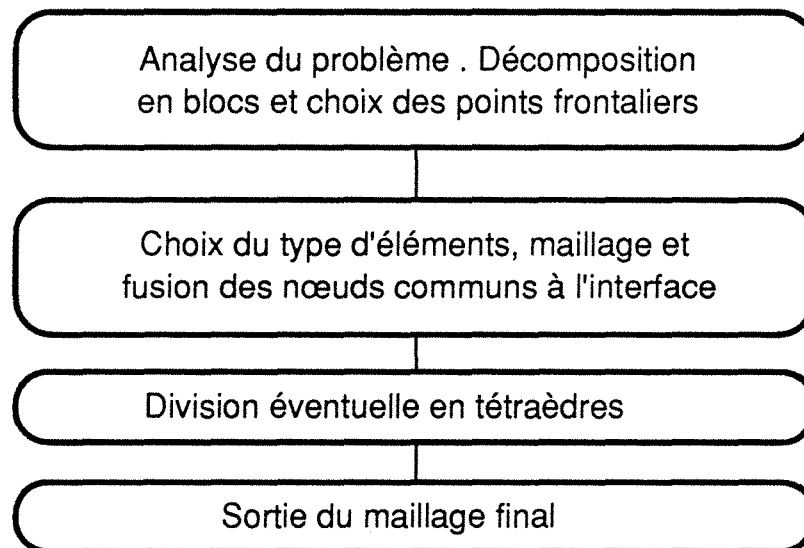 Analyse du problème . Décomposition
en blocs et choix des points frontaliers
Choix du type d'éléments, maillage et
fusion des nœuds communs à l'interface
Division éventuelle en tétraèdres
Sortie du maillage final